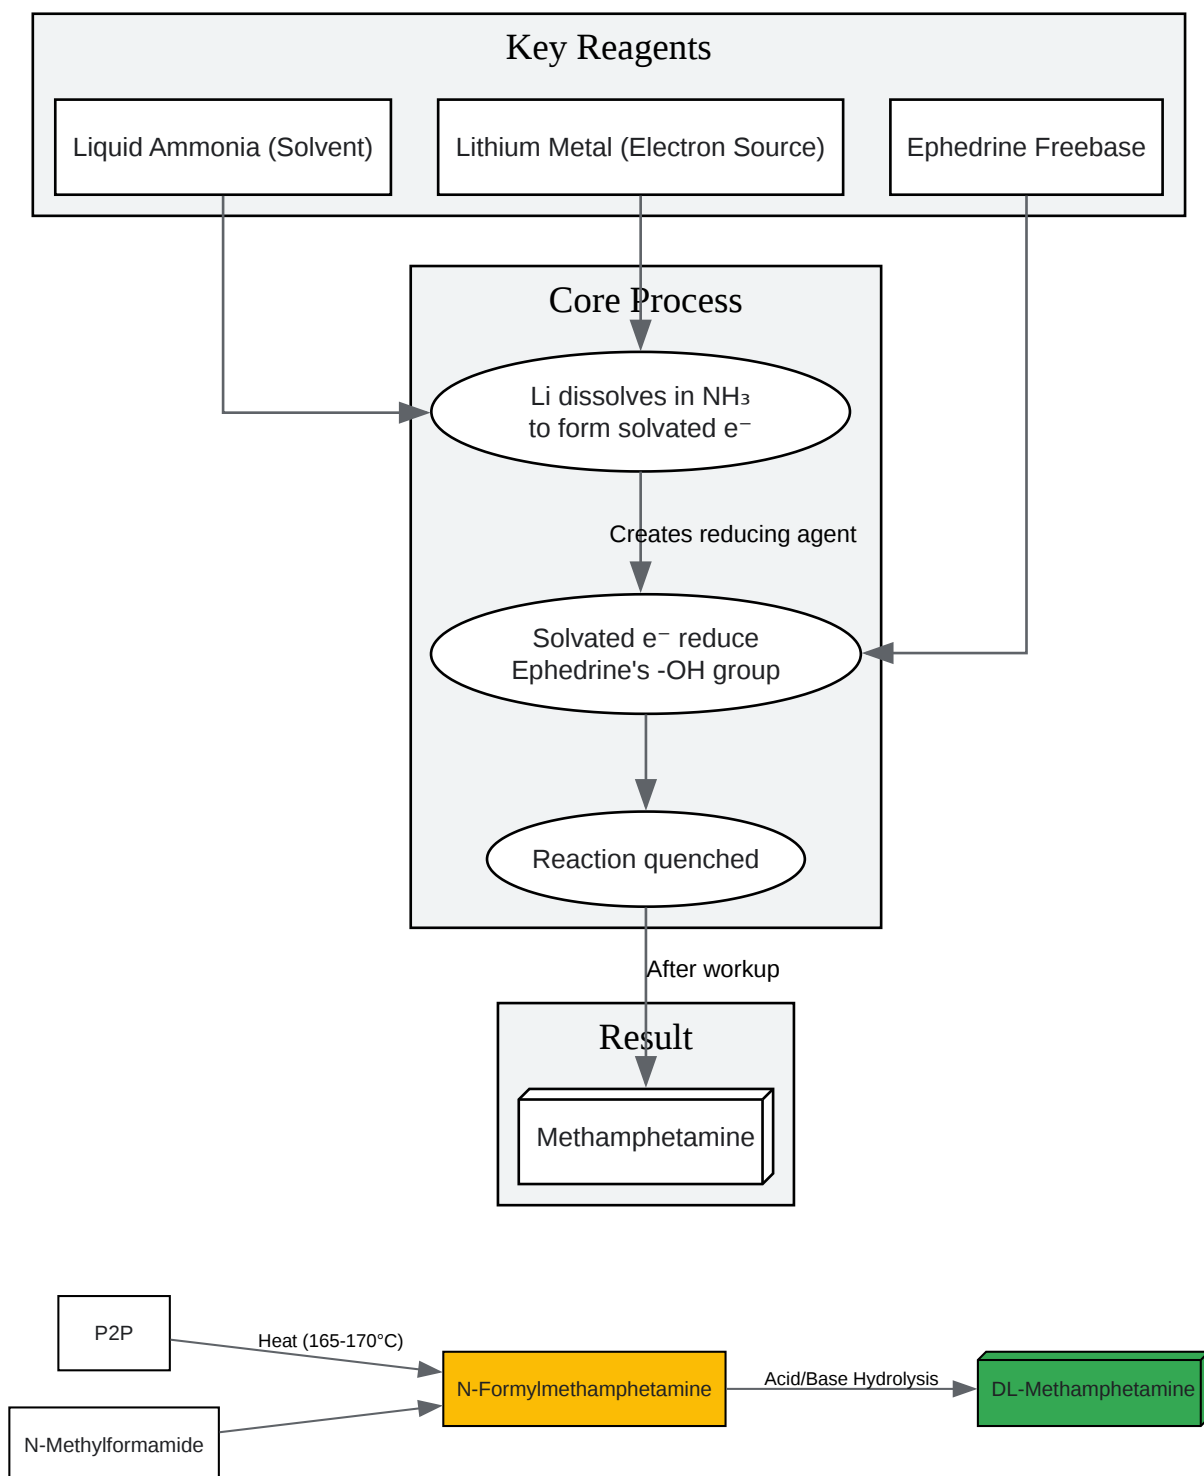 Key Reagents
Liquid Ammonia (Solvent)
Lithium Metal (Electron Source)
Ephedrine Freebase
Core Process
Li dissolves in NH₃
to form solvated e⁻
Creates reducing agent
Solvated e⁻ reduce
Ephedrine's -OH group
Reaction quenched
After workup
Result
Methamphetamine
P2P
Heat (165-170°C)
N-Formylmethamphetamine
Acid/Base Hydrolysis
DL-Methamphetamine
N-Methylformamide